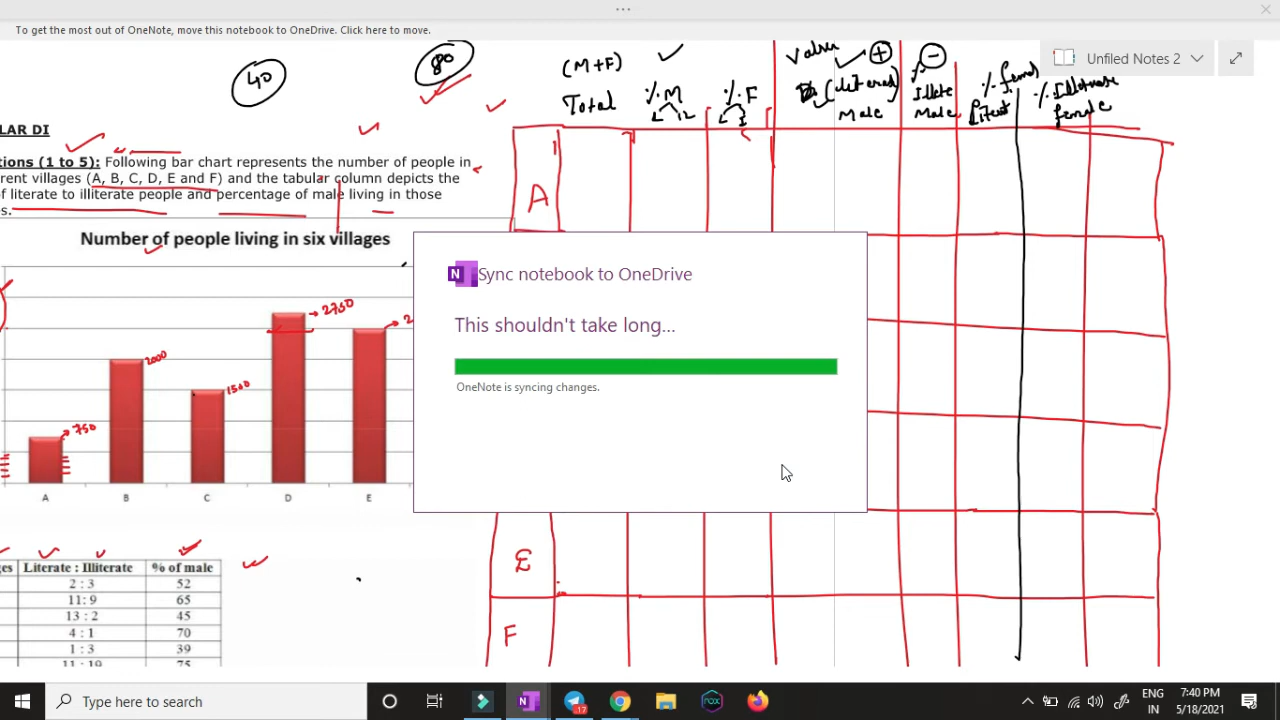 To get the most out of OneNote, move this notebook to OneDrive. Click here to move.
Unfiled Notes 2
40
80
(M+F)
Total
% M
% F
Value
Male
Male
LAR DI
tions (1 to 5): Following bar chart represents the number of people in
rent villages (A, B, C, D, E and F) and the tabular column depicts the
of literate to illiterate people and percentage of male living in those
s.
A
Number of people living in six villages
2750
2000
1500
750
A B C D E
Sync notebook to OneDrive
This shouldn't take long...
OneNote is syncing changes.
E
F
es Literate : Illiterate % of male
2 : 3 52
11: 9 65
13 : 2 45
4 : 1 70
1 : 3 39
11 : 19 75
Type here to search
17
ENG
IN
7:40 PM
5/18/2021